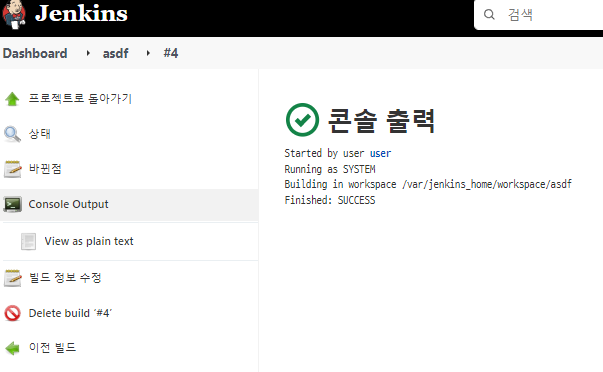 Jenkins
검색
Dashboard asdf #4
프로젝트로 돌아가기
상태
바뀐점
Console Output
View as plain text
빌드 정보 수정
Delete build '#4'
이전 빌드
콘솔 출력
Started by user user
Running as SYSTEM
Building in workspace /var/jenkins_home/workspace/asdf
Finished: SUCCESS